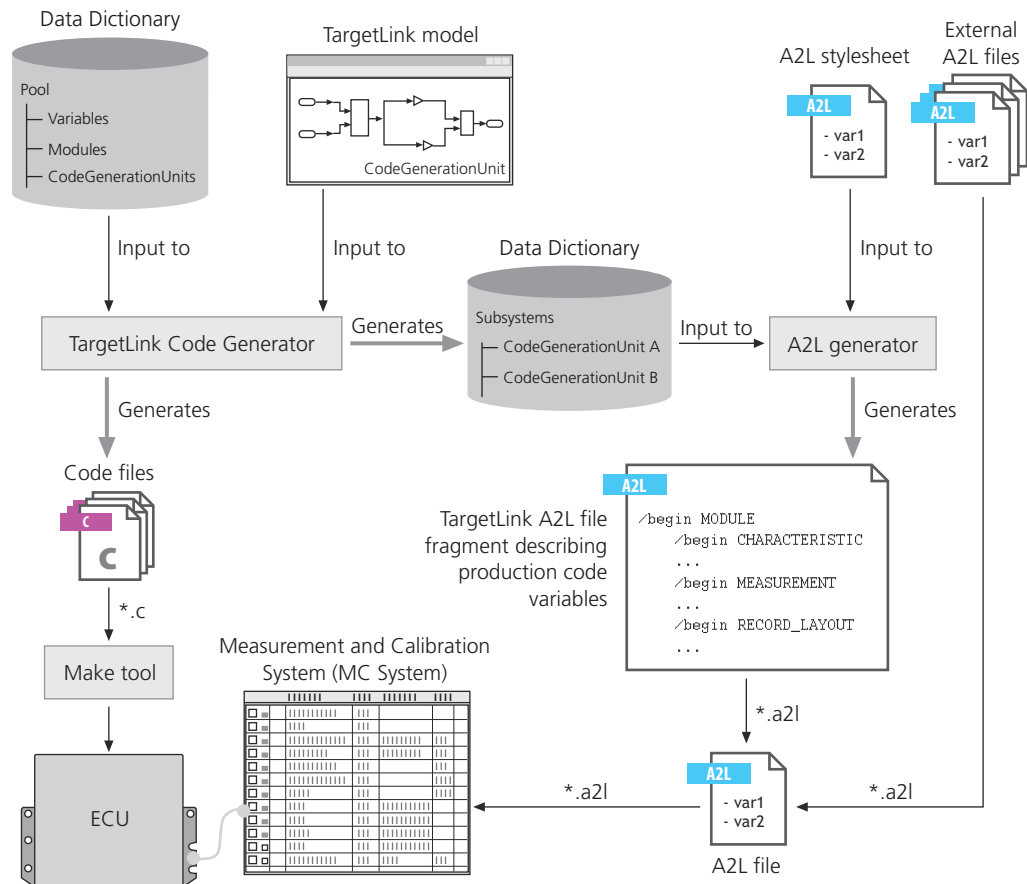 Data Dictionary
Pool
Variables
Modules
CodeGenerationUnits
TargetLink model
CodeGenerationUnit
A2L stylesheet
A2L
- var1
- var2
External
A2L files
A2L
- var1
- var2
Input to
Input to
Input to
TargetLink Code Generator
Generates
Data Dictionary
Subsystems
CodeGenerationUnit A
CodeGenerationUnit B
Input to
A2L generator
Generates
Generates
Code files
C
C
*.c
Make tool
ECU
TargetLink A2L file
fragment describing
production code
variables
A2L
/begin MODULE
/begin CHARACTERISTIC
...
/begin MEASUREMENT
...
/begin RECORD_LAYOUT
...
*.a2l
Measurement and Calibration
System (MC System)
*.a2l
A2L
- var1
- var2
A2L file
*.a2l